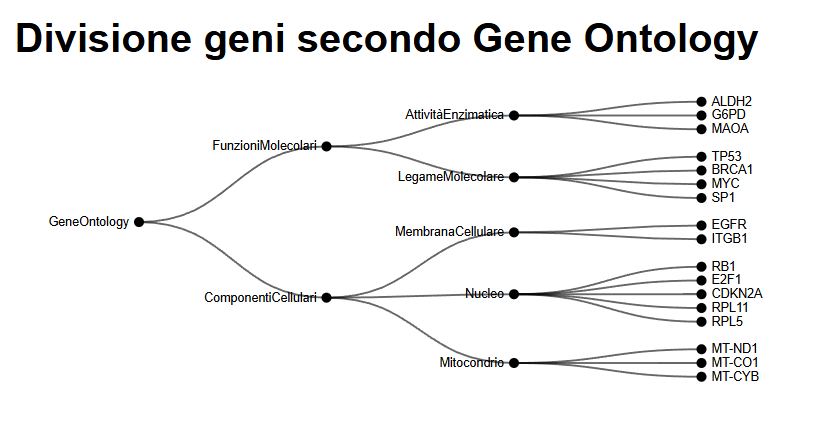 Divisione geni secondo Gene Ontology
GeneOntology
FunzioniMolecolari
AttivitàEnzimatica
ALDH2
G6PD
MAOA
LegameMolecolare
TP53
BRCA1
MYC
SP1
ComponentiCellulari
MembranaCellulare
EGFR
ITGB1
Nucleo
RB1
E2F1
CDKN2A
RPL11
RPL5
Mitocondrio
MT-ND1
MT-CO1
MT-CYB